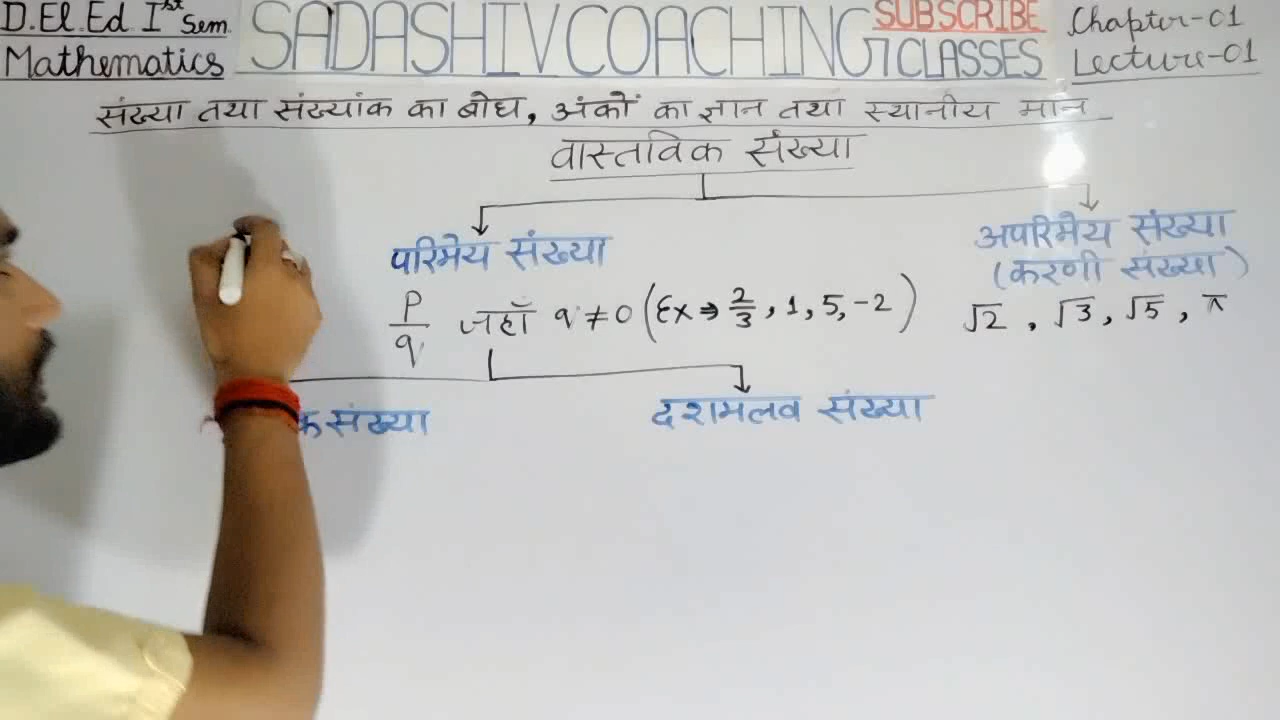 D.El.Ed Ist Sem.
Mathematics
SADASHIV COACHING
SUBSCRIBE
CLASSES
Chapter-01
Lecture-01
संख्या तथा संख्यांक का बोध, अंकों का ज्ञान तथा स्थानीय मान
वास्तविक संख्या
परिमेय संख्या
अपरिमेय संख्या
(करणी संख्या)
p/q जहाँ q ≠ 0 (Ex → 2/3, 1, 5, -2)
√2, √3, √5, π
संख्या
दशमलव संख्या